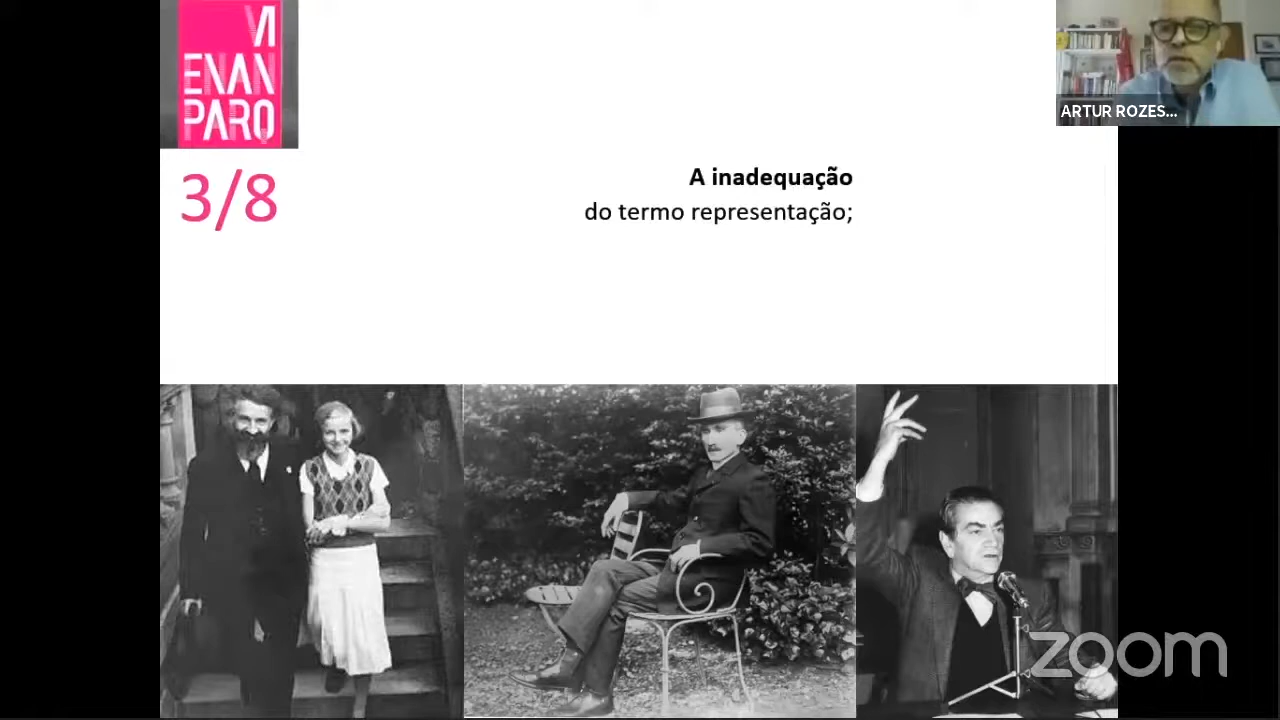 VI
ENAN
PARQ
3/8
A inadequação
do termo representação;
ARTUR ROZES...
zoom